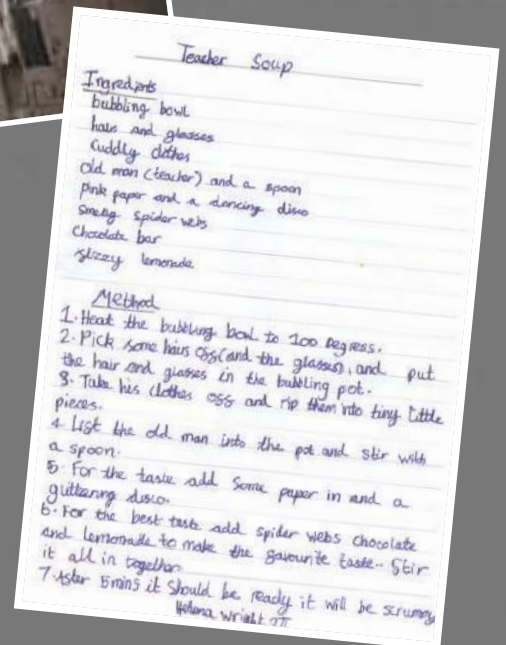 Teacher Soup
Ingredients
bubbling bowl
hairs and glasses
Cuddly clothes
Old man (teacher) and a spoon
Pink paper and a dancing disco
Smelly spider webs
Chocolate bar
fizzy lemonade
Method
1. Heat the bubbling bowl to 100 Degress.
2. Pick some hairs off (and the glasses), and put
the hair and glasses in the bubbling pot.
3. Take his clothes off and rip them into tiny little
pieces.
4. Lift the old man into the pot and stir with
a spoon.
5. For the taste add some paper in and a
glittering disco.
6. For the best taste add spider webs chocolate
and lemonade to make the favourite taste.. Stir
it all in together.
7. After 5 mins it should be ready it will be scrummy
Helena Wright